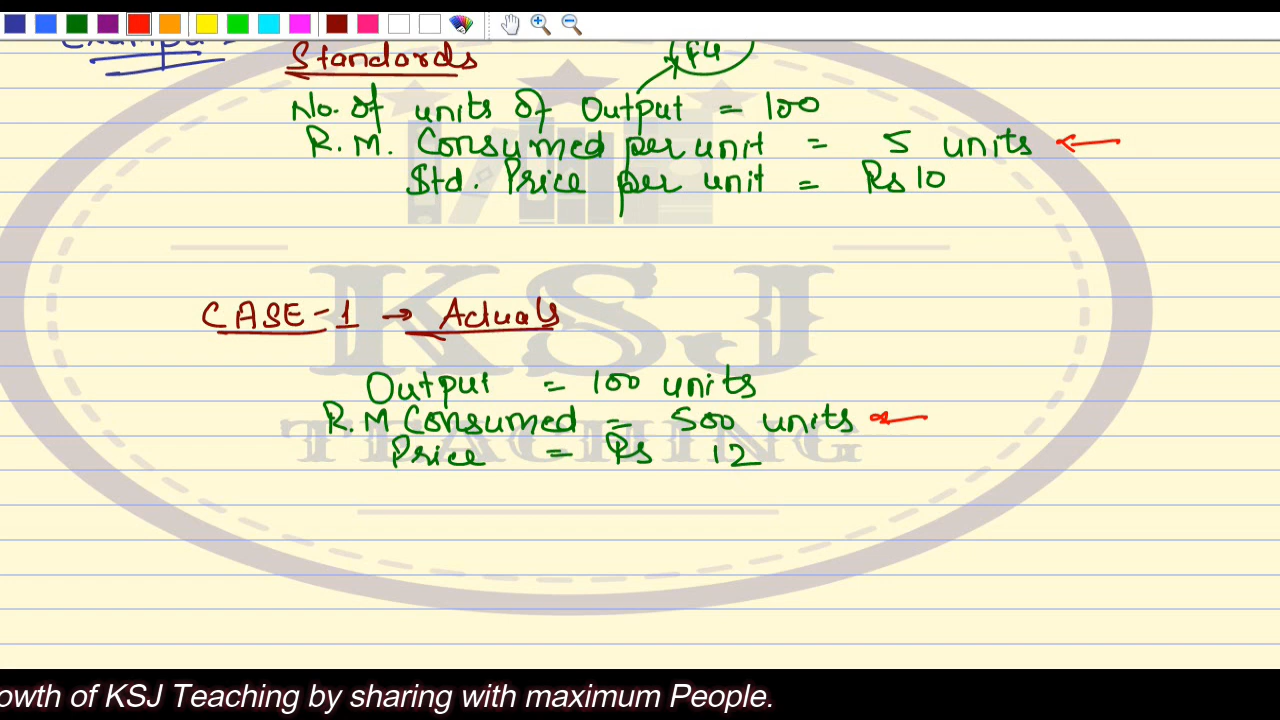 Standards
No. of units of Output = 100
R.M. Consumed per unit = 5 units
Std. Price per unit = Rs 10
CASE-1 → Actuals
Output = 100 units
R.M Consumed = 500 units
Price = Rs 12
KSJ
TEACHING
owth of KSJ Teaching by sharing with maximum People.